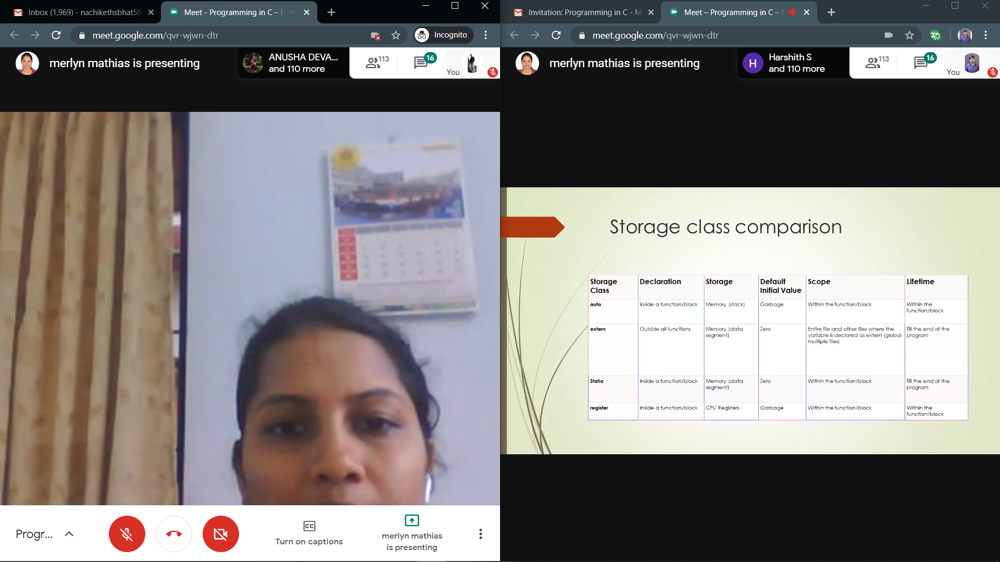 Inbox (1,969) - nachikethsbhat58
Meet - Programming in C –
meet.google.com/qvr-wjwn-dtr
Incognito
merlyn mathias is presenting
ANUSHA DEVA...
and 110 more
113
16
You
Progr...
CC
Turn on captions
merlyn mathias
is presenting
Invitation: Programming in C -
Meet – Programming in C –
meet.google.com/qvr-wjwn-dtr
merlyn mathias is presenting
H
Harshith S
and 110 more
113
16
You
Storage class comparison
Storage Class Declaration Storage Default Initial Value Scope Lifetime
auto Inside a function/block Memory (stack) Garbage Within the function/block Within the function/block
extern Outside all functions Memory (data segment) Zero Entire file and other files where the variable is declared as extern (global multiple files) Till the end of the program
Static Inside a function/block Memory (data segment) Zero Within the function/block Till the end of the program
register Inside a function/block CPU Registers Garbage Within the function/block Within the function/block